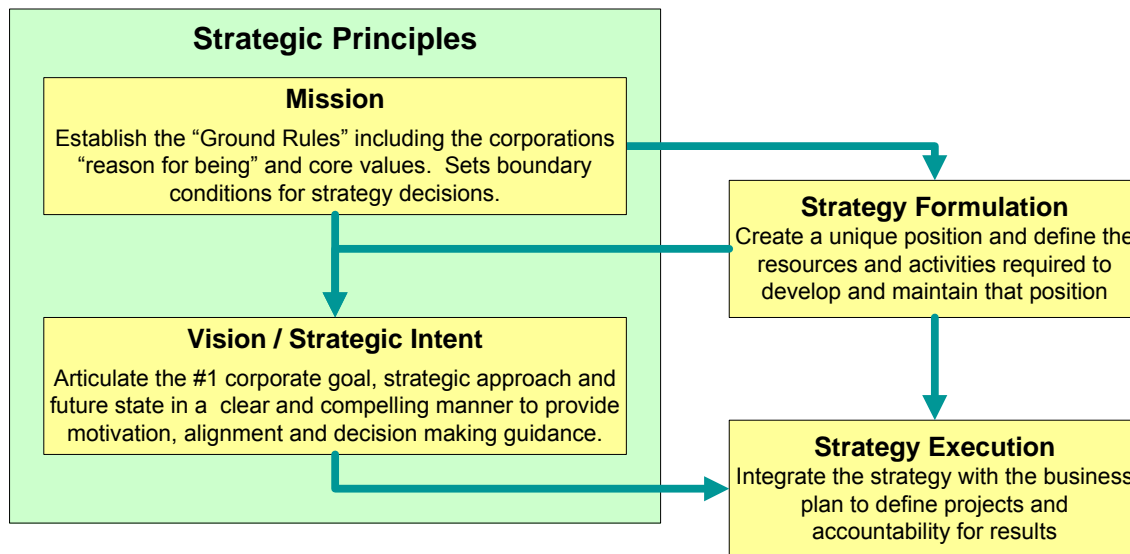 Strategic Principles
Mission
Establish the “Ground Rules” including the corporations
“reason for being” and core values.  Sets boundary
conditions for strategy decisions.
Vision / Strategic Intent
Articulate the #1 corporate goal, strategic approach and
future state in a  clear and compelling manner to provide
motivation, alignment and decision making guidance.
Strategy Formulation
Create a unique position and define the
resources and activities required to
develop and maintain that position
Strategy Execution
Integrate the strategy with the business
plan to define projects and
accountability for results